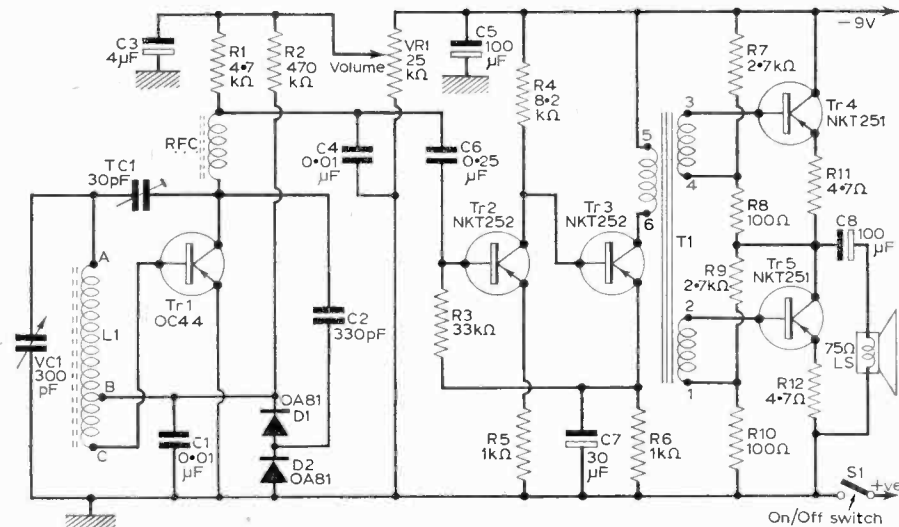 C3
4μF
R1
4·7
kΩ
R2
470
kΩ
Volume
VR1
25
kΩ
C5
100
μF
R4
8·2
kΩ
R7
2·7kΩ
−9V
Tr4
NKT251
RFC
C4
0·01
μF
C6
0·25
μF
5
3
TC1
30pF
4
R11
4·7Ω
Tr2
NKT252
Tr3
NKT252
6
T1
R8
100Ω
C8
100
μF
A
Tr1
OC44
R9
2·7kΩ
Tr5
NKT251
L1
R3
33kΩ
C2
330pF
2
VC1
300
pF
75Ω
LS
B
OA81
D1
1
R12
4·7Ω
C
C1
0·01
μF
D2
OA81
R5
1kΩ
C7
30
μF
R6
1kΩ
R10
100Ω
S1
+ve
On/Off switch